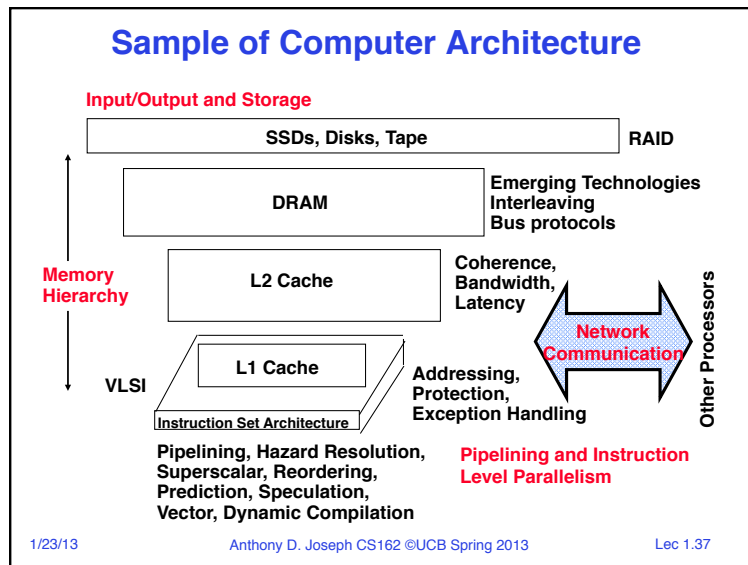 Sample of Computer Architecture
Input/Output and Storage
SSDs, Disks, Tape
RAID
DRAM
Emerging Technologies
Interleaving
Bus protocols
Memory
Hierarchy
L2 Cache
Coherence,
Bandwidth,
Latency
Network
Communication
Other Processors
VLSI
L1 Cache
Addressing,
Protection,
Exception Handling
Instruction Set Architecture
Pipelining, Hazard Resolution,
Superscalar, Reordering,
Prediction, Speculation,
Vector, Dynamic Compilation
Pipelining and Instruction
Level Parallelism
1/23/13
Anthony D. Joseph CS162 ©UCB Spring 2013
Lec 1.37